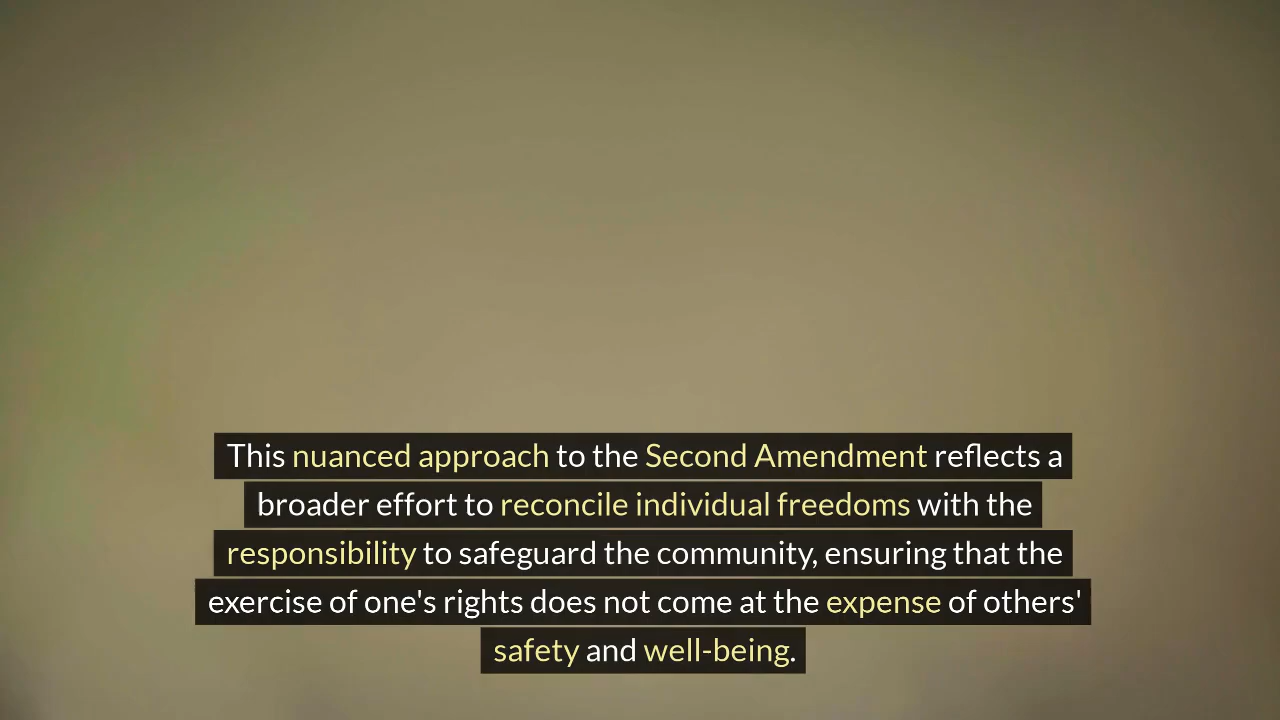 This nuanced approach to the Second Amendment reflects a
broader effort to reconcile individual freedoms with the
responsibility to safeguard the community, ensuring that the
exercise of one's rights does not come at the expense of others'
safety and well-being.